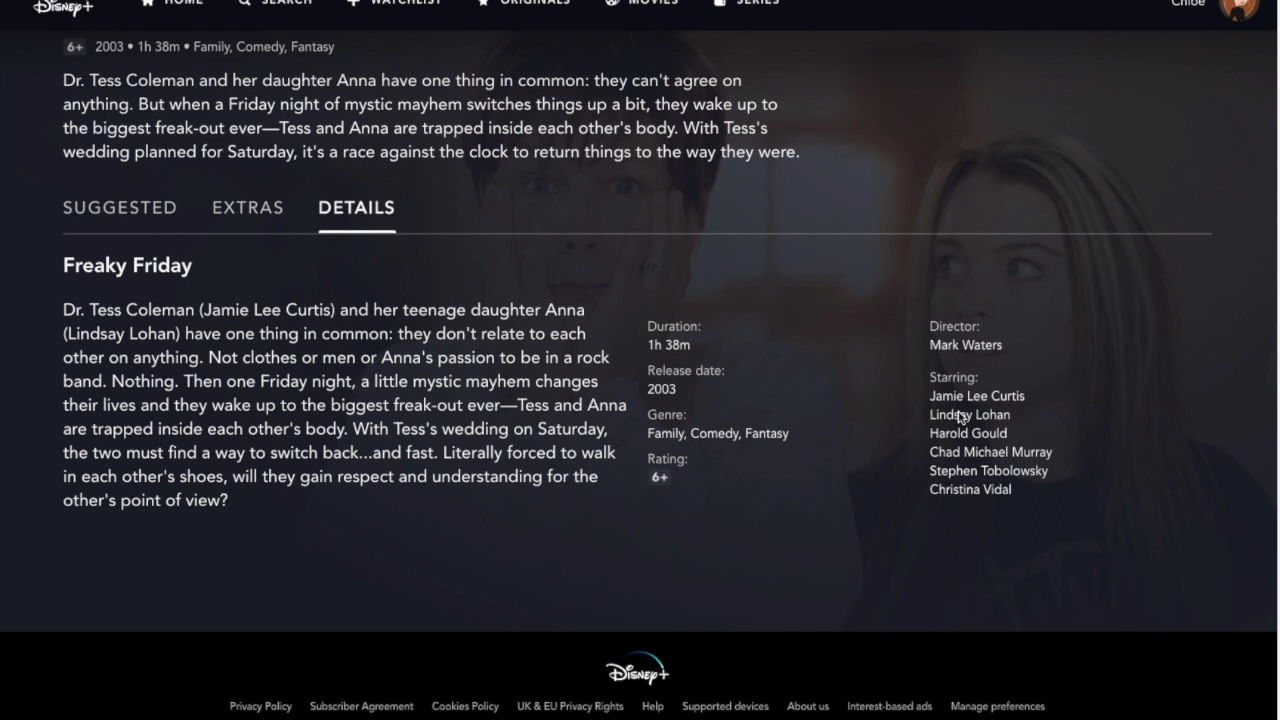 Disney+ HOME SEARCH WATCHLIST ORIGINALS MOVIES SERIES Chloe
6+ 2003 • 1h 38m • Family, Comedy, Fantasy
Dr. Tess Coleman and her daughter Anna have one thing in common: they can't agree on
anything. But when a Friday night of mystic mayhem switches things up a bit, they wake up to
the biggest freak-out ever—Tess and Anna are trapped inside each other's body. With Tess's
wedding planned for Saturday, it's a race against the clock to return things to the way they were.
SUGGESTED EXTRAS DETAILS
Freaky Friday
Dr. Tess Coleman (Jamie Lee Curtis) and her teenage daughter Anna
(Lindsay Lohan) have one thing in common: they don't relate to each
other on anything. Not clothes or men or Anna's passion to be in a rock
band. Nothing. Then one Friday night, a little mystic mayhem changes
their lives and they wake up to the biggest freak-out ever—Tess and Anna
are trapped inside each other's body. With Tess's wedding on Saturday,
the two must find a way to switch back...and fast. Literally forced to walk
in each other's shoes, will they gain respect and understanding for the
other's point of view?
Duration:
1h 38m
Release date:
2003
Genre:
Family, Comedy, Fantasy
Rating:
6+
Director:
Mark Waters
Starring:
Jamie Lee Curtis
Lindsay Lohan
Harold Gould
Chad Michael Murray
Stephen Tobolowsky
Christina Vidal
Disney+
Privacy Policy Subscriber Agreement Cookies Policy UK & EU Privacy Rights Help Supported devices About us Interest-based ads Manage preferences